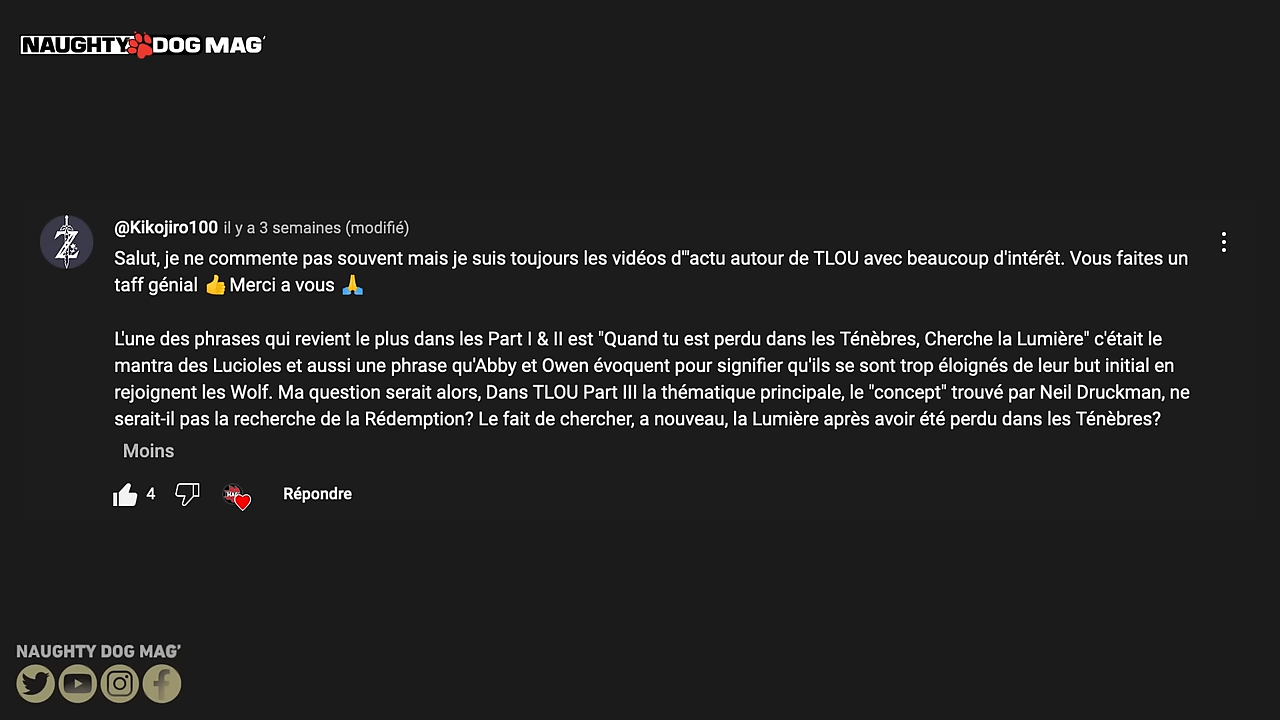 NAUGHTY DOG MAG'
@Kikojiro100 il y a 3 semaines (modifié)
Salut, je ne commente pas souvent mais je suis toujours les vidéos d'"actu autour de TLOU avec beaucoup d'intérêt. Vous faites un
taff génial 👍 Merci a vous 🙏
L'une des phrases qui revient le plus dans les Part I & II est "Quand tu est perdu dans les Ténèbres, Cherche la Lumière" c'était le
mantra des Lucioles et aussi une phrase qu'Abby et Owen évoquent pour signifier qu'ils se sont trop éloignés de leur but initial en
rejoignent les Wolf. Ma question serait alors, Dans TLOU Part III la thématique principale, le "concept" trouvé par Neil Druckman, ne
serait-il pas la recherche de la Rédemption? Le fait de chercher, a nouveau, la Lumière après avoir été perdu dans les Ténèbres?
Moins
4 Répondre
NAUGHTY DOG MAG'